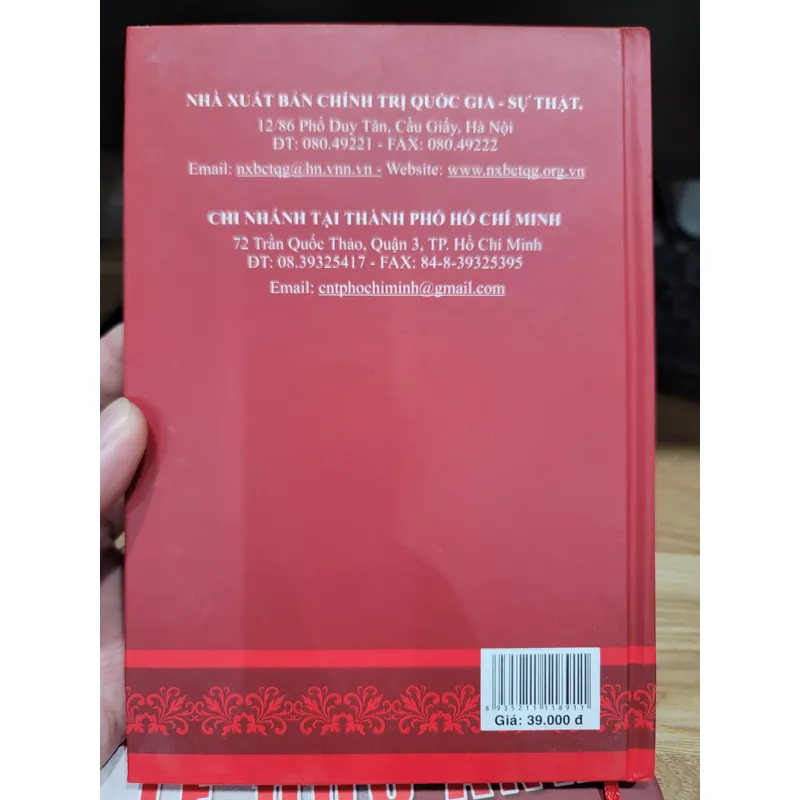 NHÀ XUẤT BẢN CHÍNH TRỊ QUỐC GIA - SỰ THẬT,
12/86 Phố Duy Tân, Cầu Giấy, Hà Nội
ĐT: 080.49221 - FAX: 080.49222
Email: nxbctqg@hn.vnn.vn - Website: www.nxbctqg.org.vn
CHI NHÁNH TẠI THÀNH PHỐ HỒ CHÍ MINH
72 Trần Quốc Thảo, Quận 3, TP. Hồ Chí Minh
ĐT: 08.39325417 - FAX: 84-8-39325395
Email: cntphochiminh@gmail.com
8 935211 118911
Giá: 39.000 đ